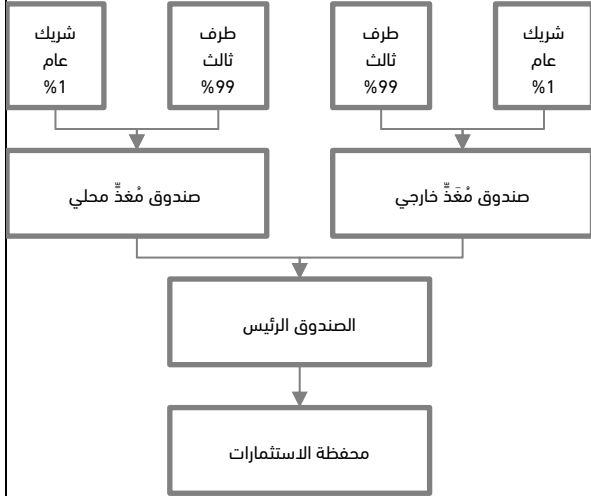 شريك
عام
%1
طرف
ثالث
%99
طرف
ثالث
%99
شريك
عام
%1
صندوق مُغذٍّ محلي
صندوق مُغَذٍّ خارجي
الصندوق الرئيس
محفظة الاستثمارات